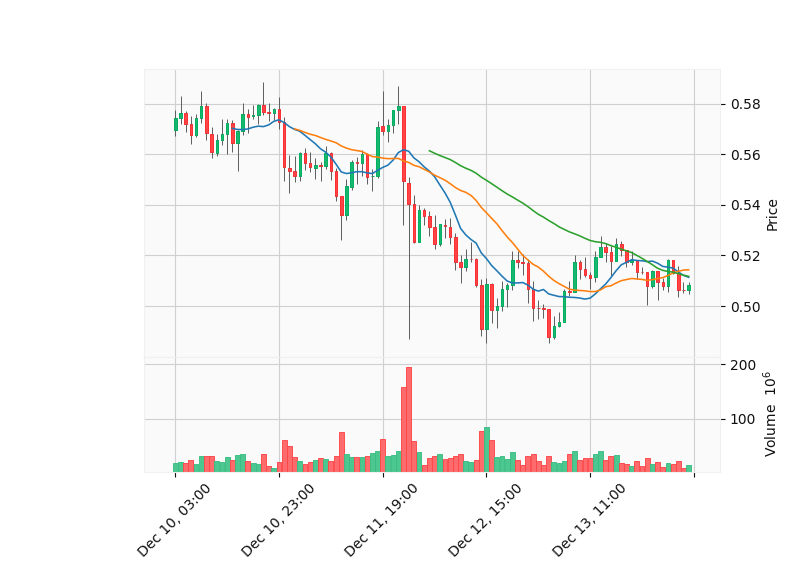 0.58
0.56
0.54
0.52
0.50
Price
200
100
Volume 10^6
Dec 10, 03:00
Dec 10, 23:00
Dec 11, 19:00
Dec 12, 15:00
Dec 13, 11:00